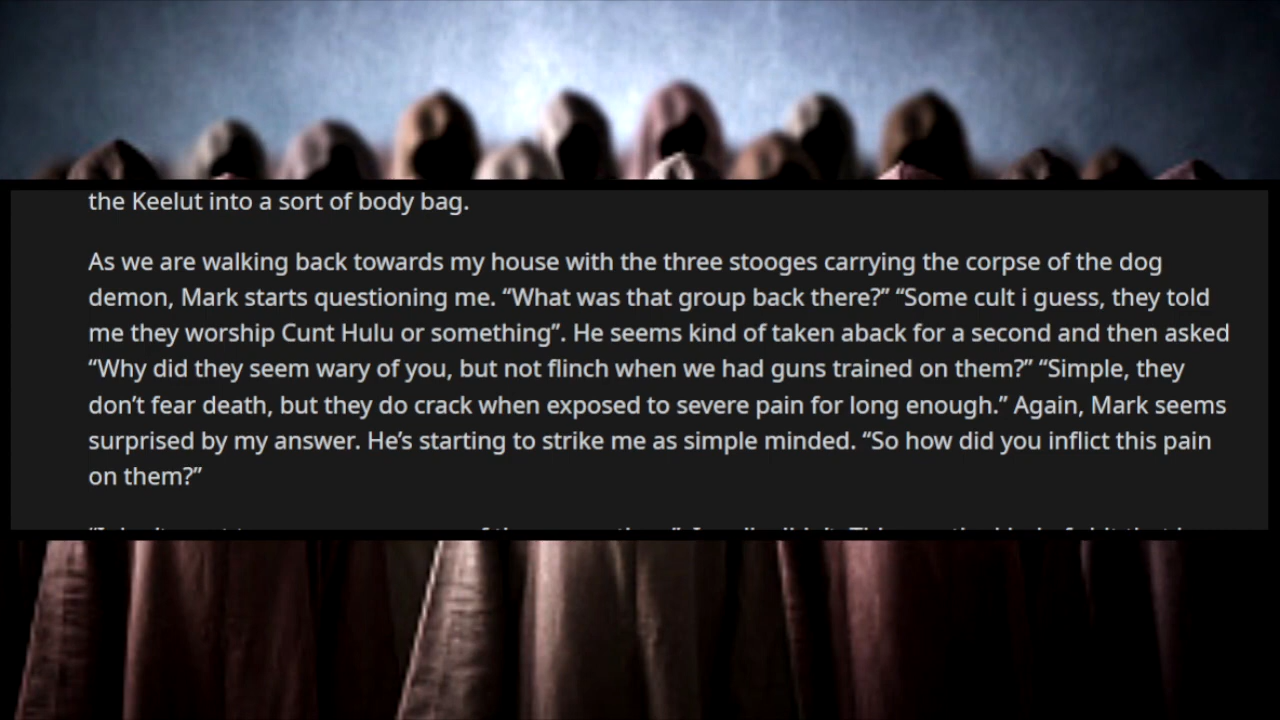 the Keelut into a sort of body bag.
As we are walking back towards my house with the three stooges carrying the corpse of the dog
demon, Mark starts questioning me. “What was that group back there?” “Some cult i guess, they told
me they worship Cunt Hulu or something”. He seems kind of taken aback for a second and then asked
“Why did they seem wary of you, but not flinch when we had guns trained on them?” “Simple, they
don’t fear death, but they do crack when exposed to severe pain for long enough.” Again, Mark seems
surprised by my answer. He’s starting to strike me as simple minded. “So how did you inflict this pain
on them?”